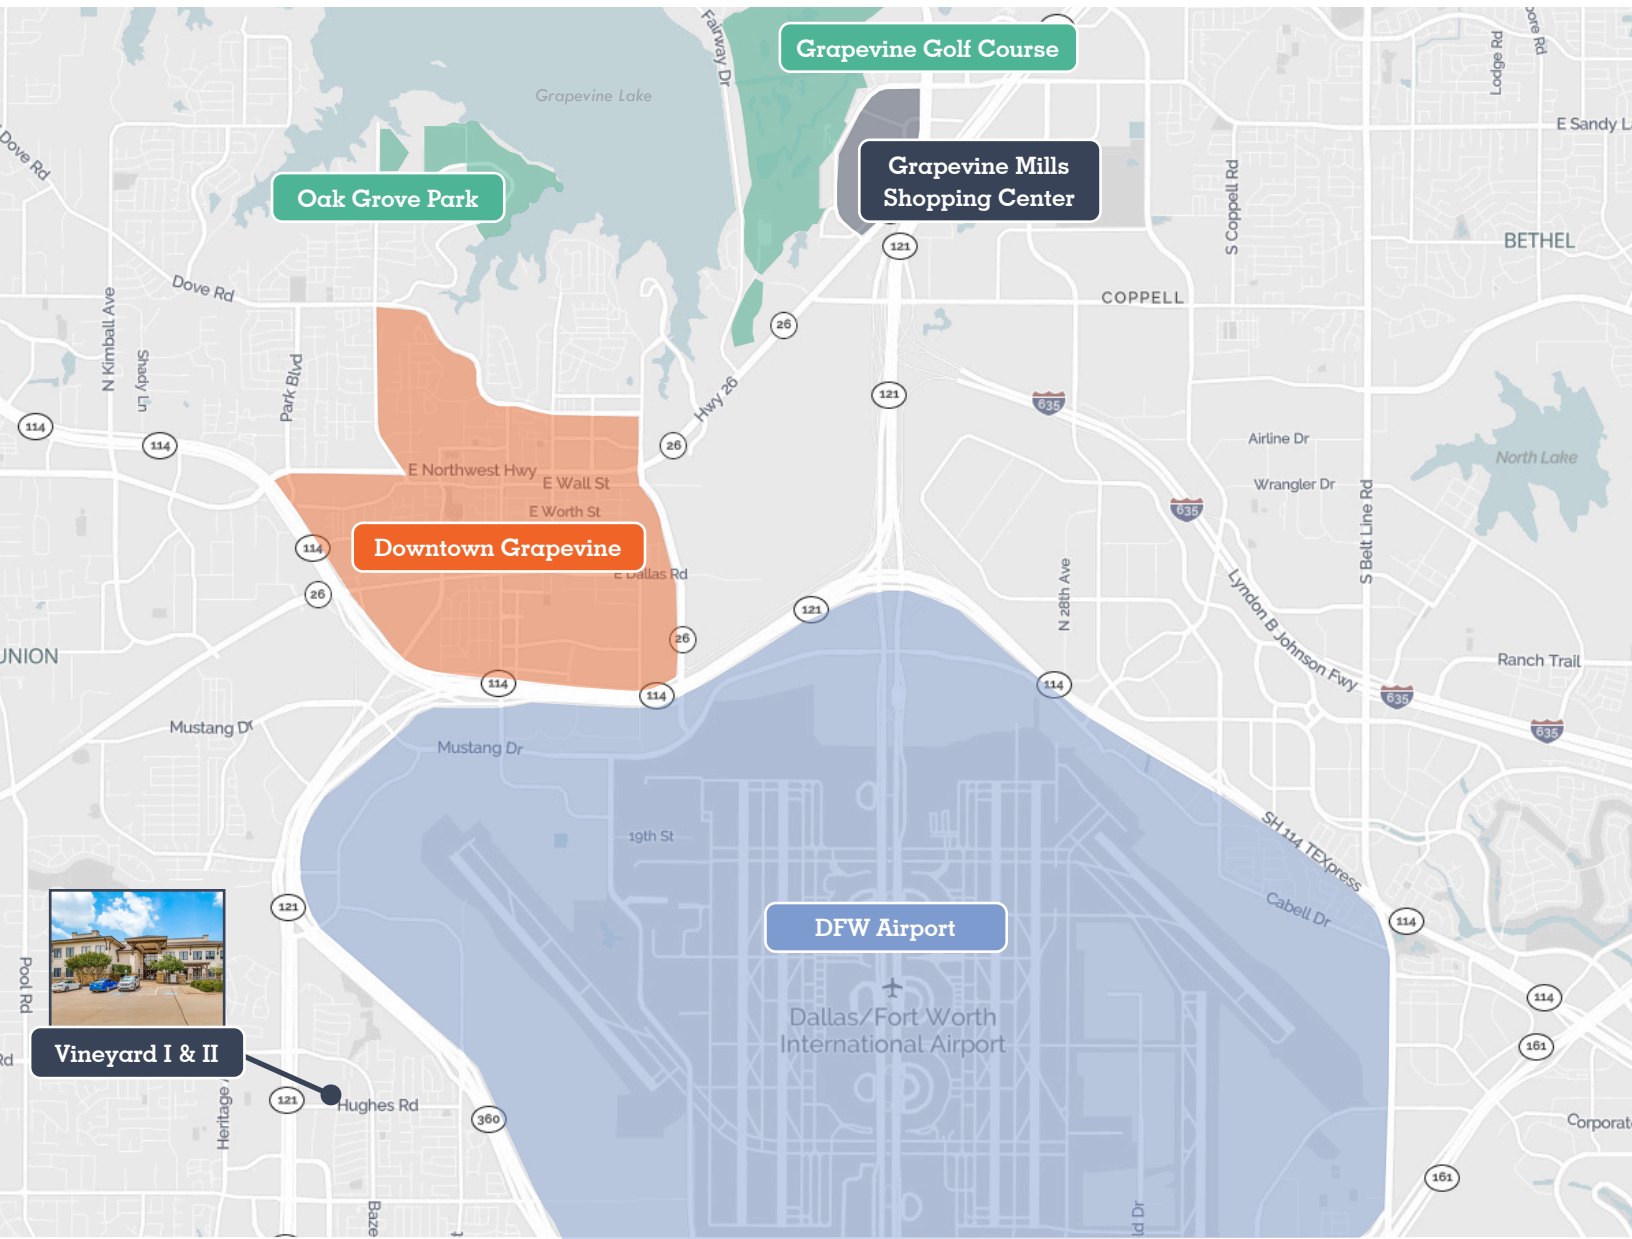 Fairway Dr
Grapevine Golf Course
Lodge Rd
Grapevine Lake
E Sandy L
Dove Rd
Grapevine Mills
Shopping Center
Oak Grove Park
S Coppell Rd
BETHEL
121
Dove Rd
COPPELL
N Kimball Ave
26
Shady Ln
Park Blvd
Hwy 26
121
635
114
114
26
Airline Dr
North Lake
E Northwest Hwy
E Wall St
Wrangler Dr
635
E Worth St
S Belt Line Rd
114
Downtown Grapevine
E Dallas Rd
26
121
N 28th Ave
Lyndon B Johnson Fwy
26
UNION
Ranch Trail
114
114
114
635
Mustang Dr
635
Mustang Dr
19th St
SH 114 TEXpress
121
DFW Airport
Cabell Dr
114
Pool Rd
114
Dallas/Fort Worth
International Airport
161
Vineyard I & II
Rd
121
Hughes Rd
360
Heritage
Corporat
161
Baze
ld Dr